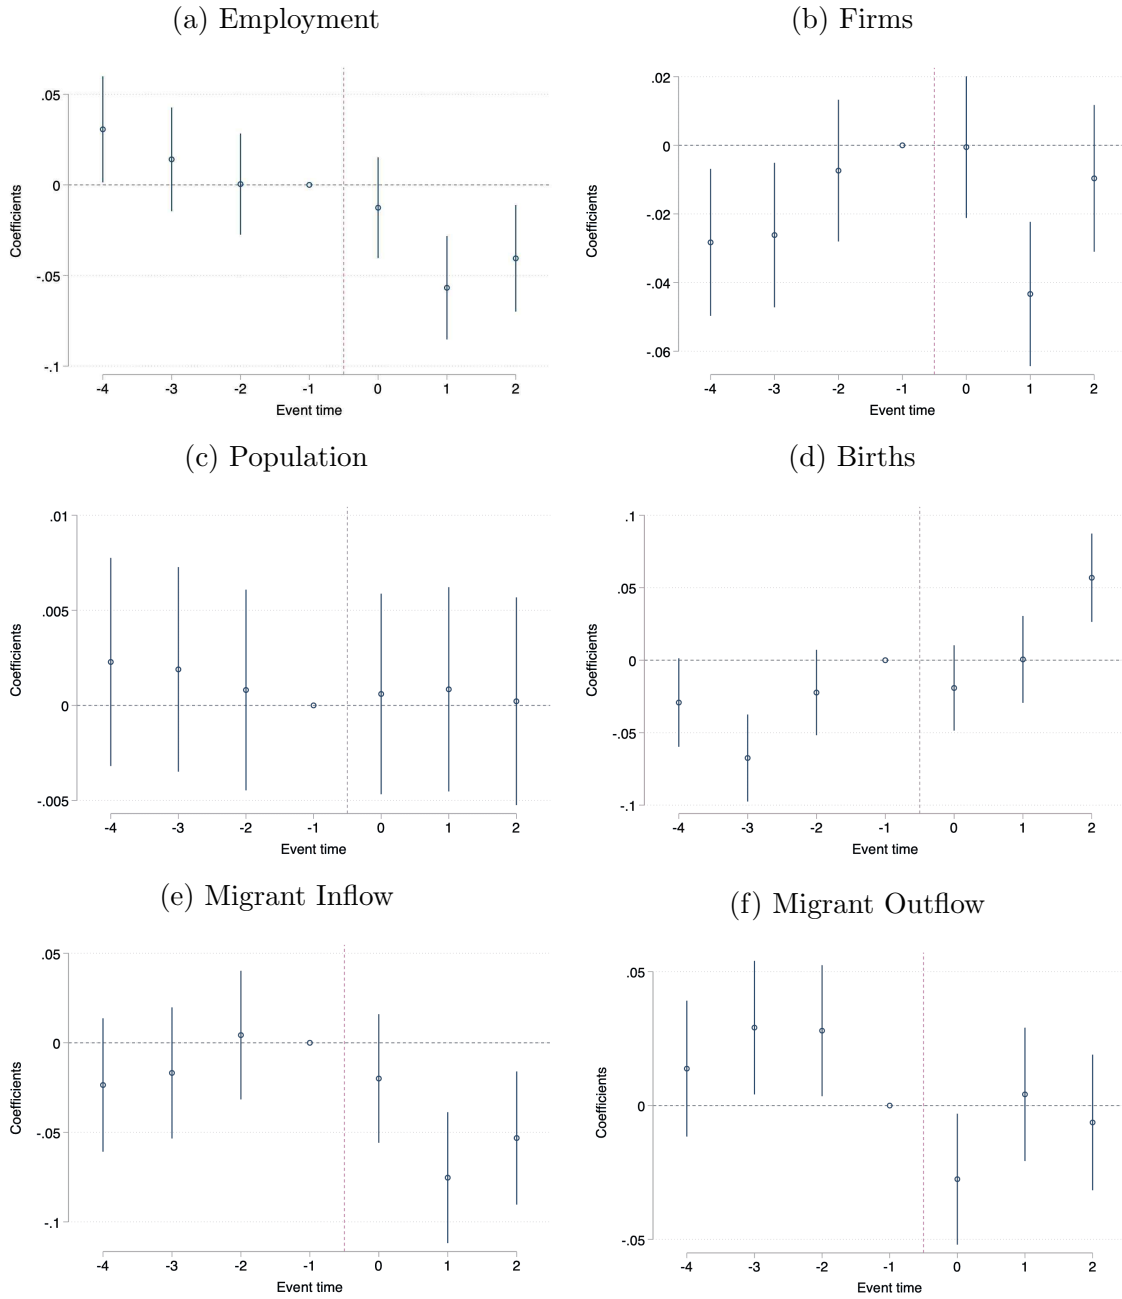 (a) Employment
.05
0
-.05
-.1
Coefficients
-4 -3 -2 -1 0 1 2
Event time
(b) Firms
.02
0
-.02
-.04
-.06
Coefficients
-4 -3 -2 -1 0 1 2
Event time
(c) Population
.01
.005
0
-.005
Coefficients
-4 -3 -2 -1 0 1 2
Event time
(d) Births
.1
.05
0
-.05
-.1
Coefficients
-4 -3 -2 -1 0 1 2
Event time
(e) Migrant Inflow
.05
0
-.05
-.1
Coefficients
-4 -3 -2 -1 0 1 2
Event time
(f) Migrant Outflow
.05
0
-.05
Coefficients
-4 -3 -2 -1 0 1 2
Event time